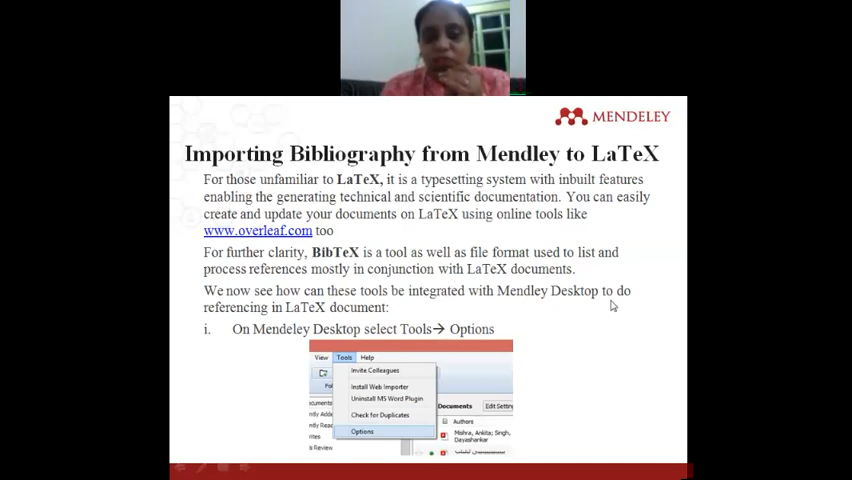 MENDELEY
Importing Bibliography from Mendley to LaTeX
For those unfamiliar to LaTeX, it is a typesetting system with inbuilt features
enabling the generating technical and scientific documentation. You can easily
create and update your documents on LaTeX using online tools like
www.overleaf.com too
For further clarity, BibTeX is a tool as well as file format used to list and
process references mostly in conjunction with LaTeX documents.
We now see how can these tools be integrated with Mendley Desktop to do
referencing in LaTeX document:
i. On Mendeley Desktop select Tools→ Options
View Tools Help
Invite Colleagues
Install Web Importer
Uninstall MS Word Plugin
Check for Duplicates
Options
Documents Edit Settin
Authors
Mishra, Ankita; Singh,
Dayashankar